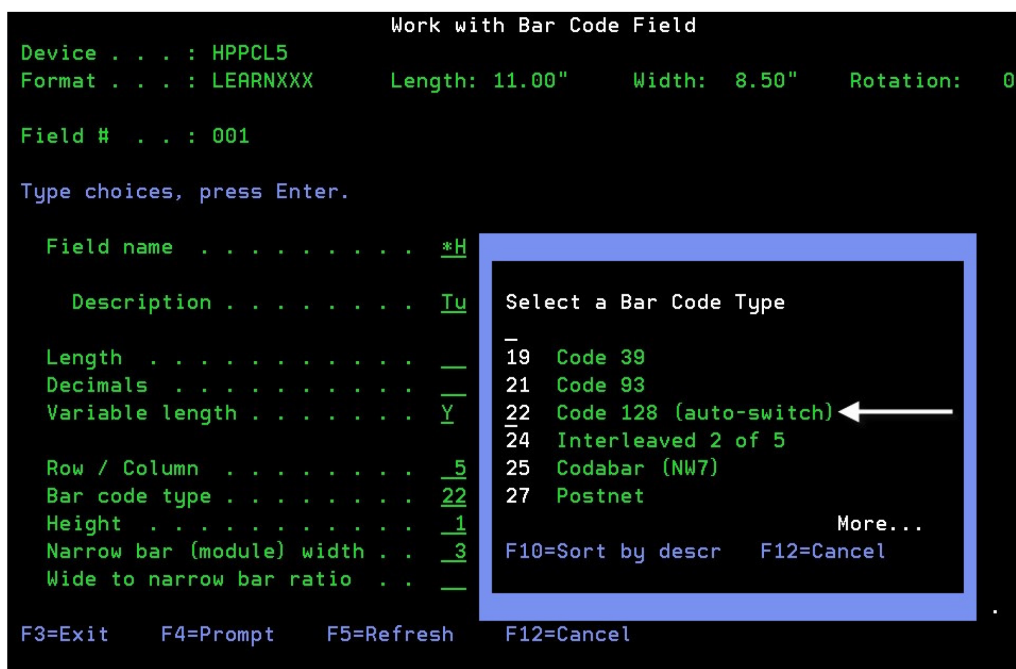 Work with Bar Code Field
Device . . . : HPPCL5
Format . . . : LEARNXXX Length: 11.00" Width: 8.50" Rotation: 0
Field # . . : 001
Type choices, press Enter.
Field name . . . . . . . . . *H
Description . . . . . . . . Tu
Length . . . . . . . . . . .
Decimals . . . . . . . . . .
Variable length . . . . . . . Y
Row / Column . . . . . . . . 5
Bar code type . . . . . . . . 22
Height . . . . . . . . . . . 1
Narrow bar (module) width . . 3
Wide to narrow bar ratio . .
Select a Bar Code Type
19 Code 39
21 Code 93
22 Code 128 (auto-switch)
24 Interleaved 2 of 5
25 Codabar (NW7)
27 Postnet
More...
F10=Sort by descr F12=Cancel
.
F3=Exit F4=Prompt F5=Refresh F12=Cancel